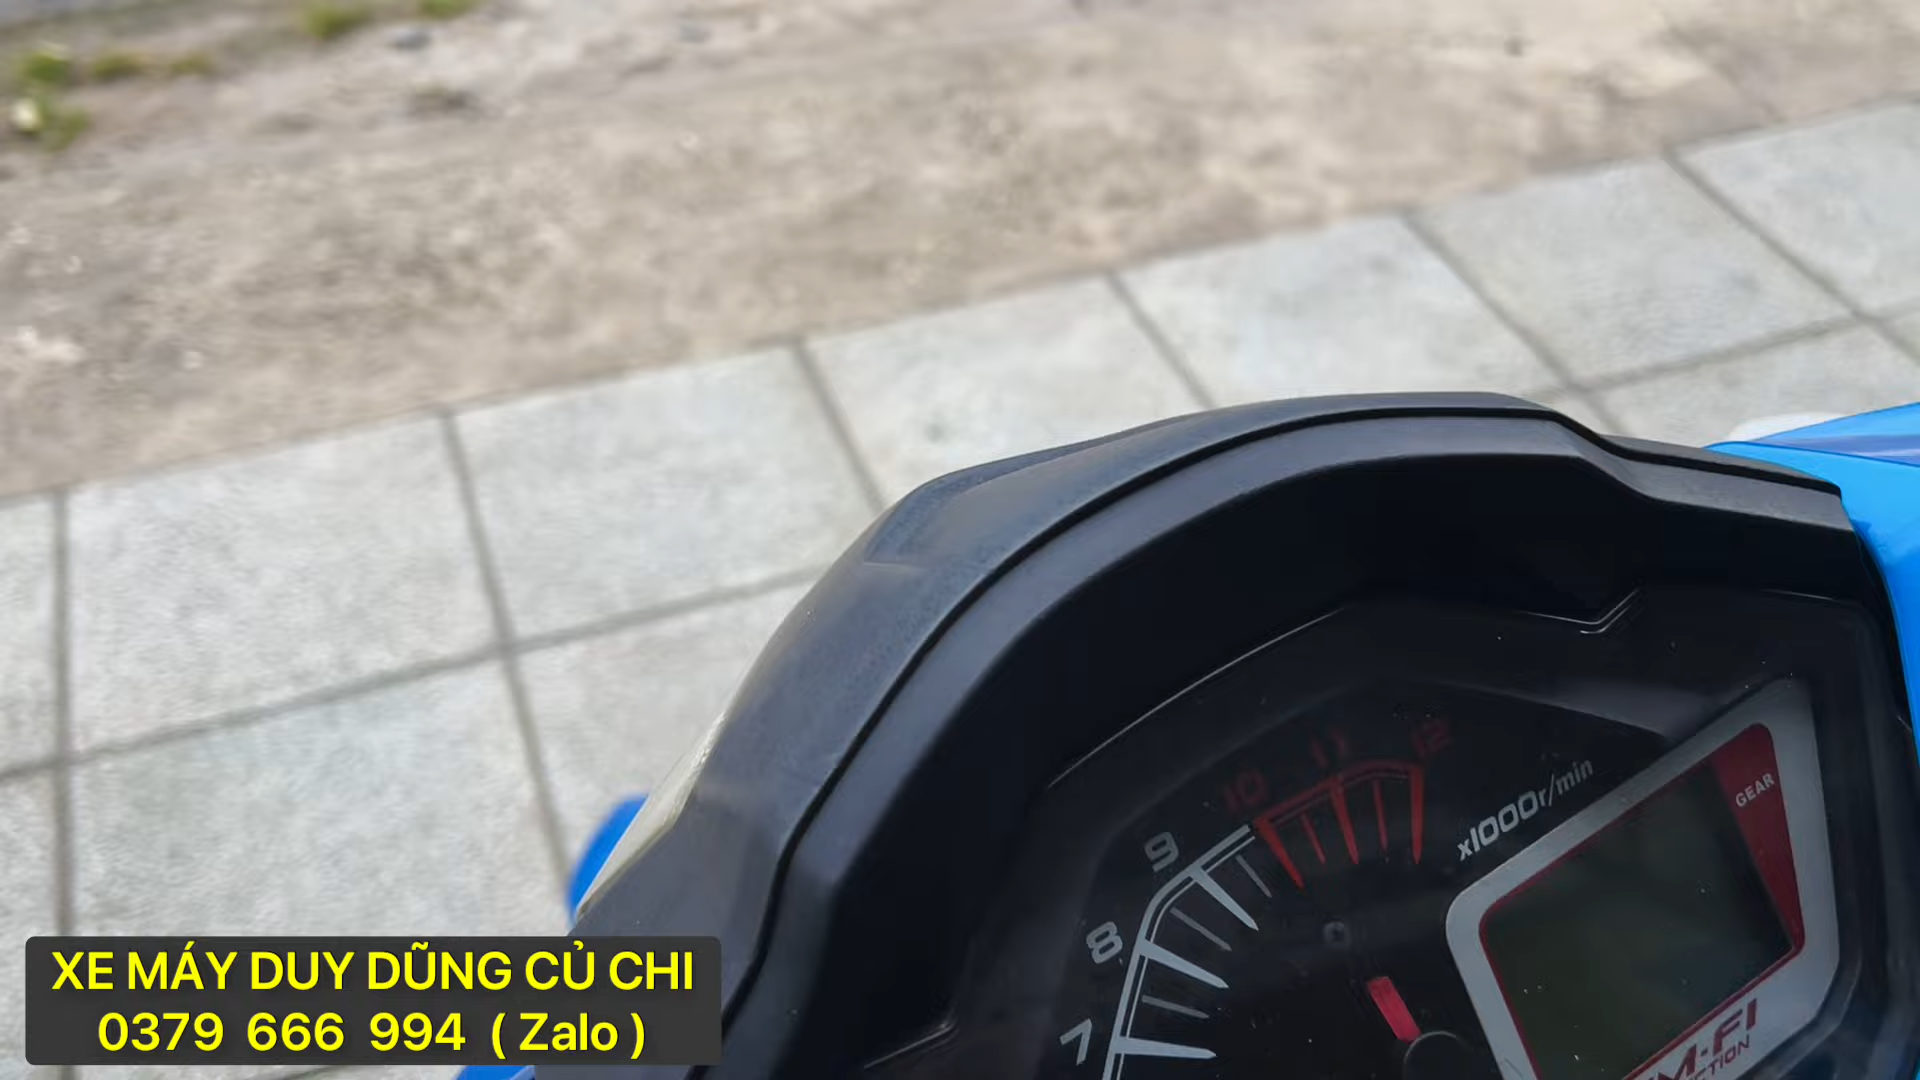 10 11 12
9
x1000r/min
GEAR
8
7
XE MÁY DUY DŨNG CỦ CHI
0379 666 994 ( Zalo )